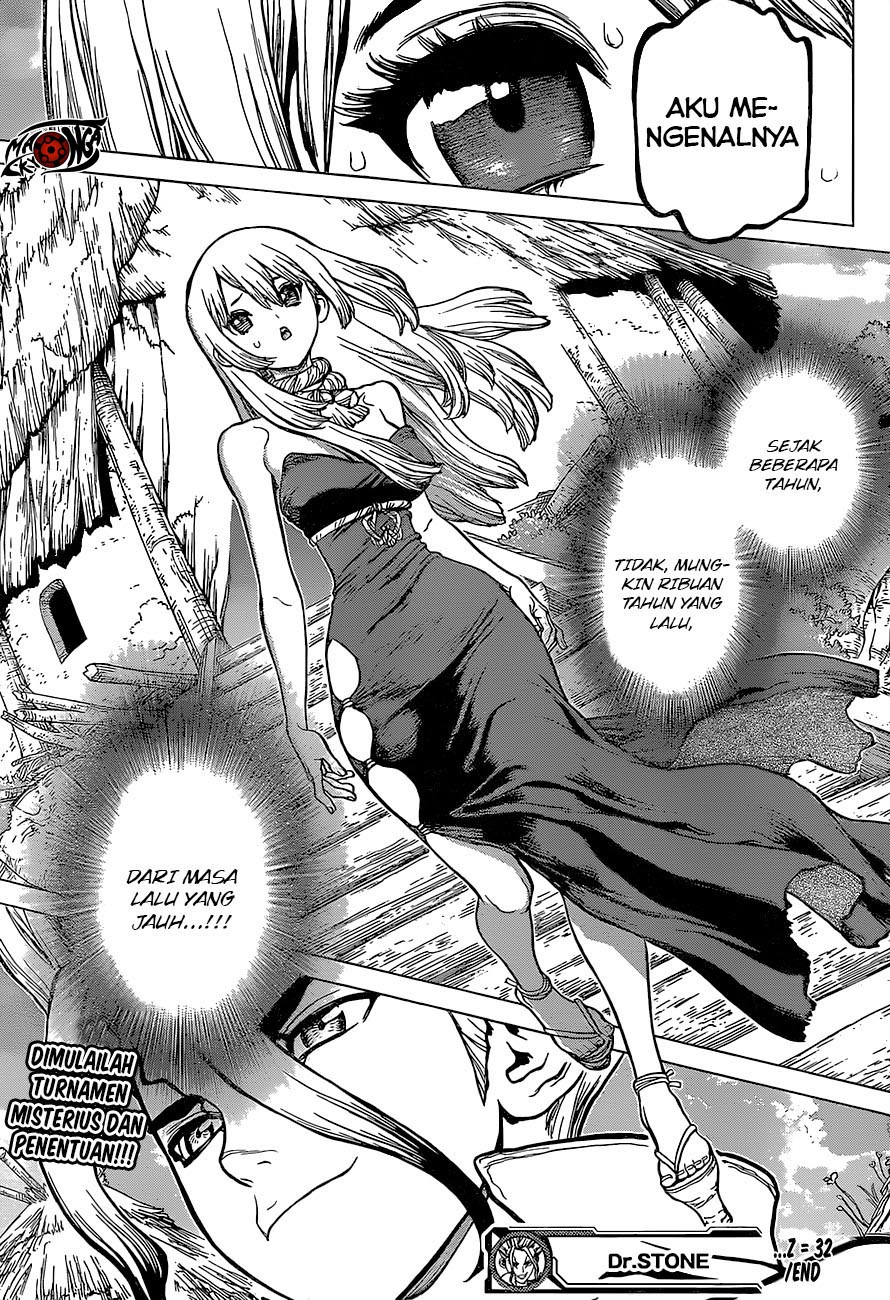 AKU ME-
NGENALNYA
SEJAK
BEBERAPA
TAHUN,
TIDAK, MUNG-
KIN RIBUAN
TAHUN YANG
LALU,
DARI MASA
LALU YANG
JAUH...!!!
DIMULAILAH
TURNAMEN
MISTERIUS DAN
PENENTUAN!!!
Dr.STONE
...Z = 32
/END